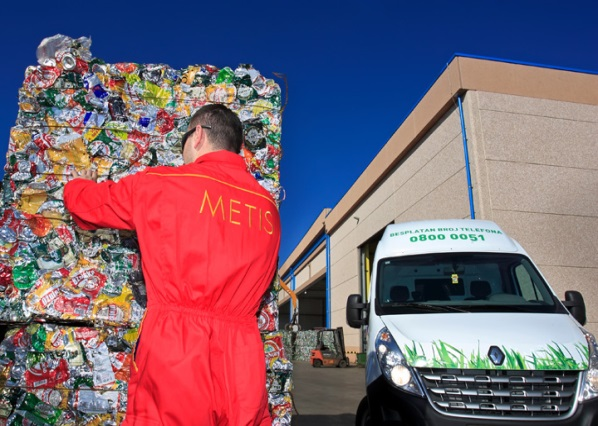 METIS
BESPLATAN BROJ TELEFONA
0800 0051